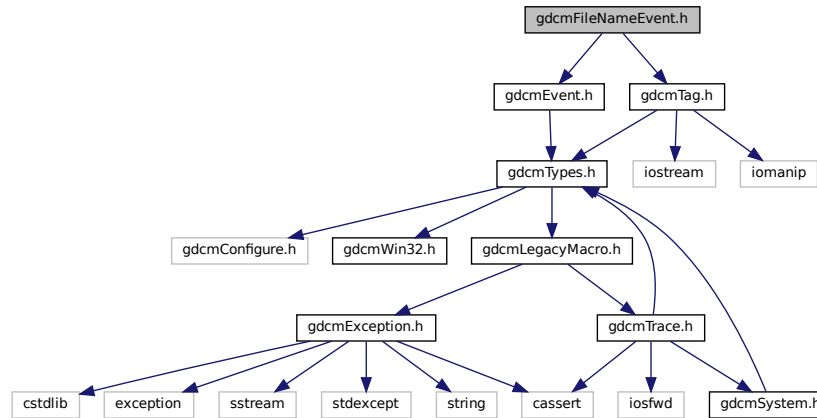 gdcmFileNameEvent.h
gdcmEvent.h
gdcmTag.h
gdcmTypes.h
iostream
iomanip
gdcmConfigure.h
gdcmWin32.h
gdcmLegacyMacro.h
gdcmException.h
gdcmTrace.h
cstdlib
exception
sstream
stdexcept
string
cassert
iosfwd
gdcmSystem.h